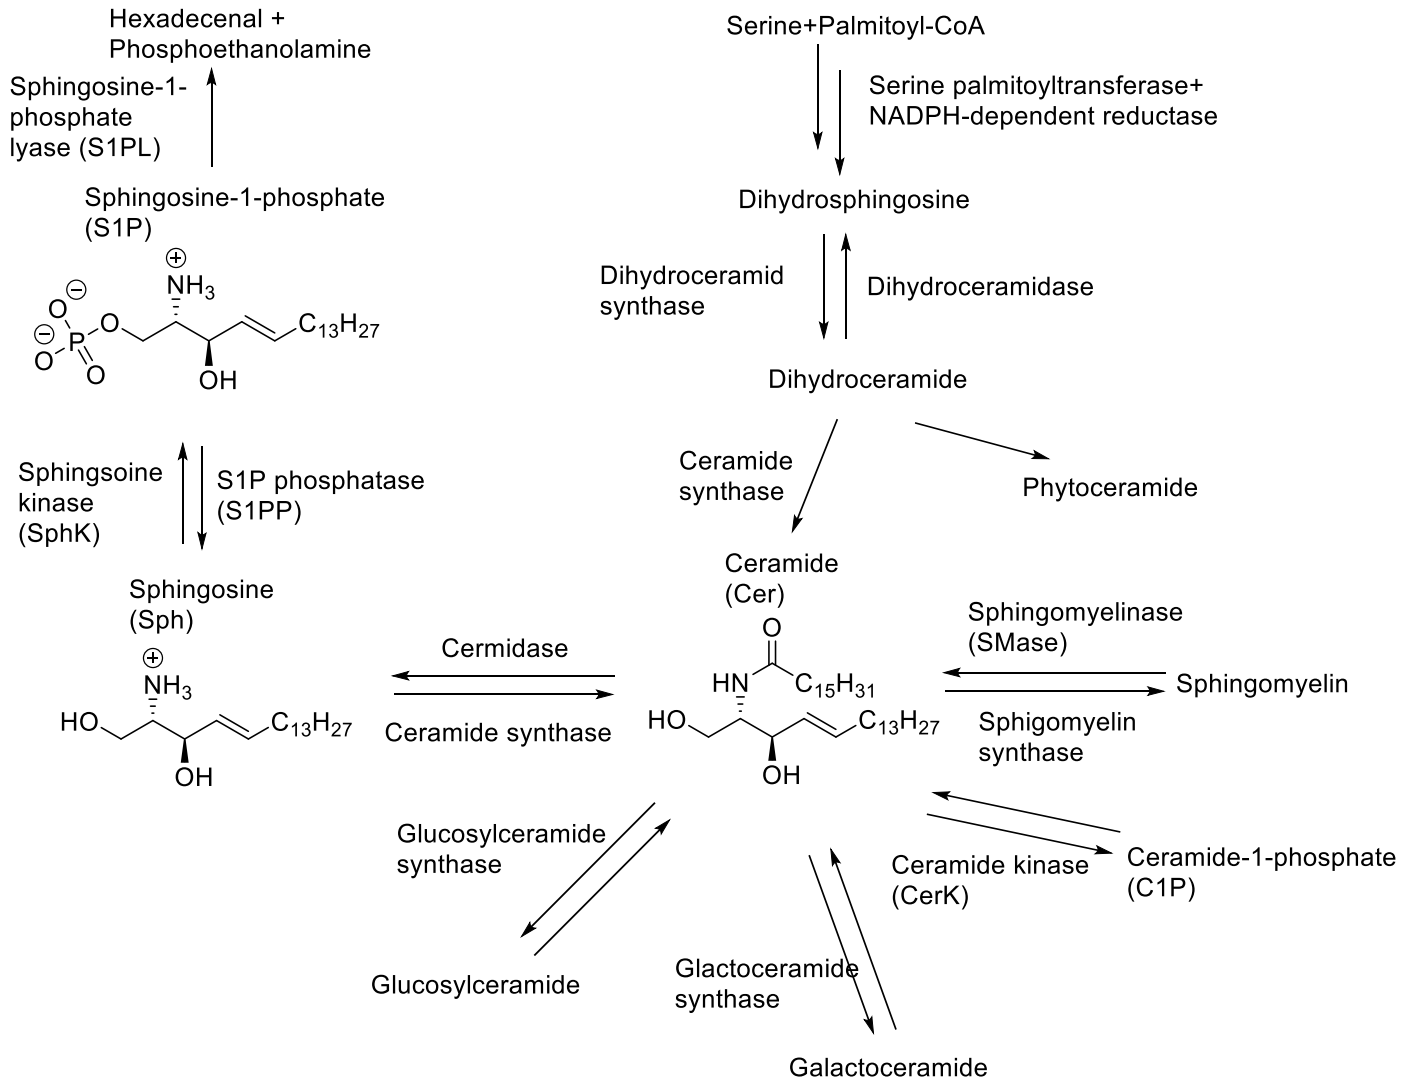 Hexadecenal +
Phosphoethanolamine
Sphingosine-1-
phosphate
lyase (S1PL)
Sphingosine-1-phosphate
(S1P)
⊕
NH3
⊖
O
⊖
O
P
O
O
C13H27
OH
Sphingsoine
kinase
(SphK)
S1P phosphatase
(S1PP)
Sphingosine
(Sph)
⊕
NH3
HO
C13H27
OH
Serine+Palmitoyl-CoA
Serine palmitoyltransferase+
NADPH-dependent reductase
Dihydrosphingosine
Dihydroceramid
synthase
Dihydroceramidase
Dihydroceramide
Ceramide
synthase
Phytoceramide
Ceramide
(Cer)
O
HN
C15H31
HO
C13H27
OH
Cermidase
Ceramide synthase
Sphingomyelinase
(SMase)
Sphingomyelin
Sphigomyelin
synthase
Glucosylceramide
synthase
Glucosylceramide
Ceramide kinase
(CerK)
Ceramide-1-phosphate
(C1P)
Glactoceramide
synthase
Galactoceramide